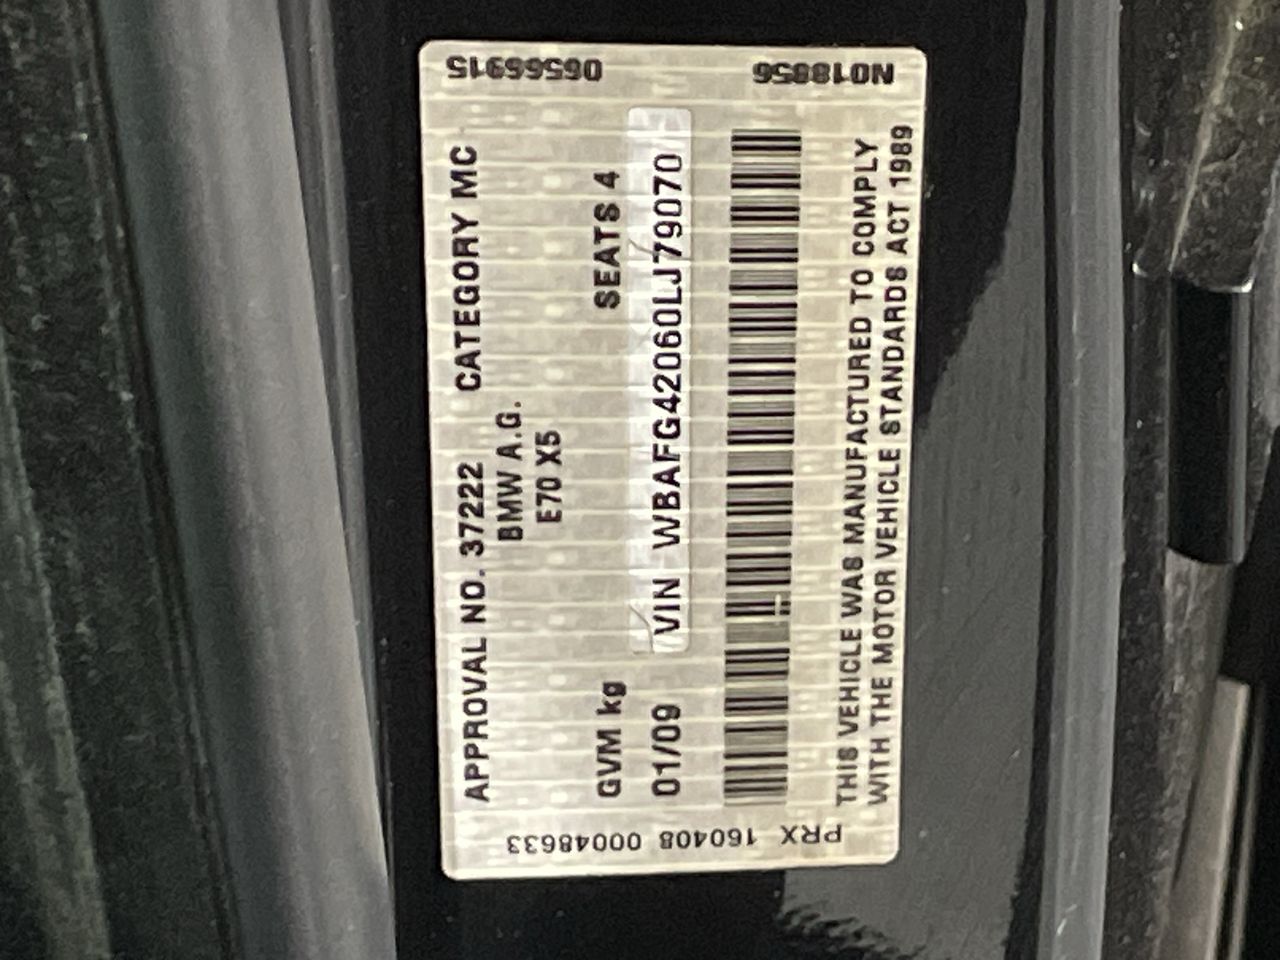 APPROVAL NO. 37222 CATEGORY MC
BMW A.G.
E70 X5
GVM kg SEATS 4
01/09 VIN WBAFG42060LJ79070
THIS VEHICLE WAS MANUFACTURED TO COMPLY
WITH THE MOTOR VEHICLE STANDARDS ACT 1989
PRX 160408 00048633
N018856 06566915